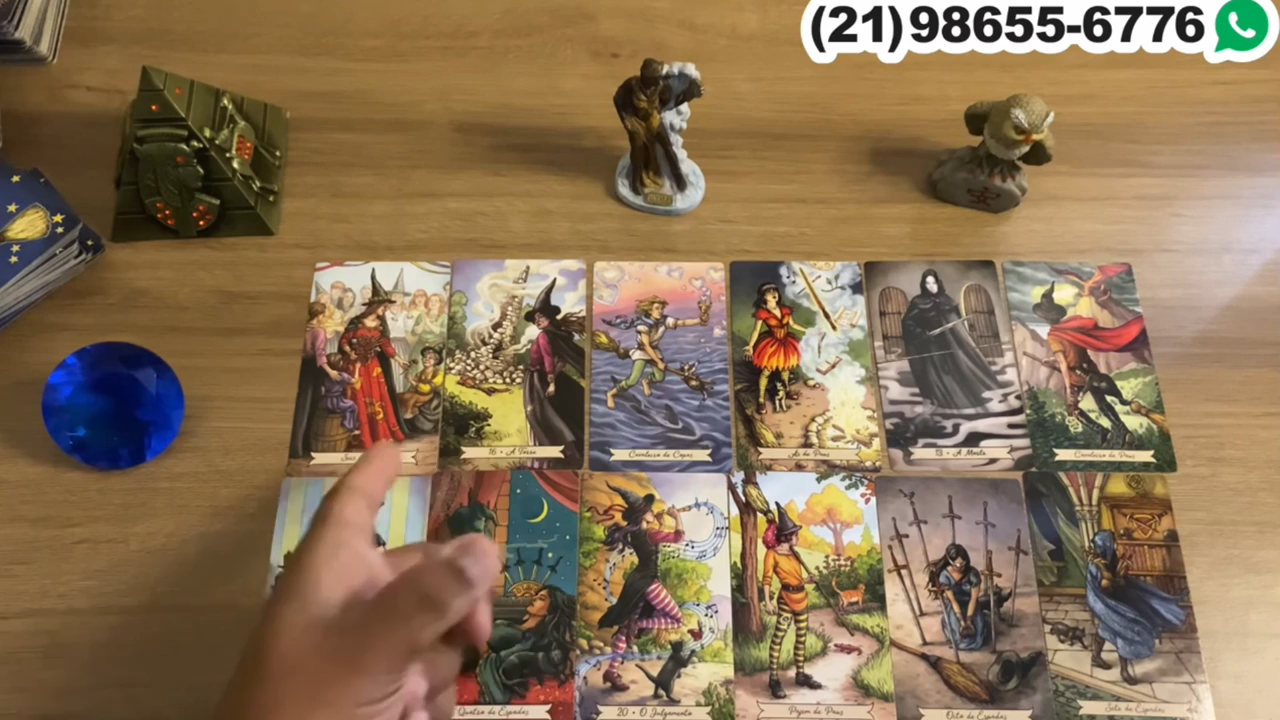 (21)98655-6776
16 • A Torre
Cavaleiro de Copas
Ás de Paus
13 • A Morte
Cavaleiro de Paus
Quatro de Espadas
20 • O Julgamento
Pajem de Paus
Oito de Espadas
Sete de Espadas